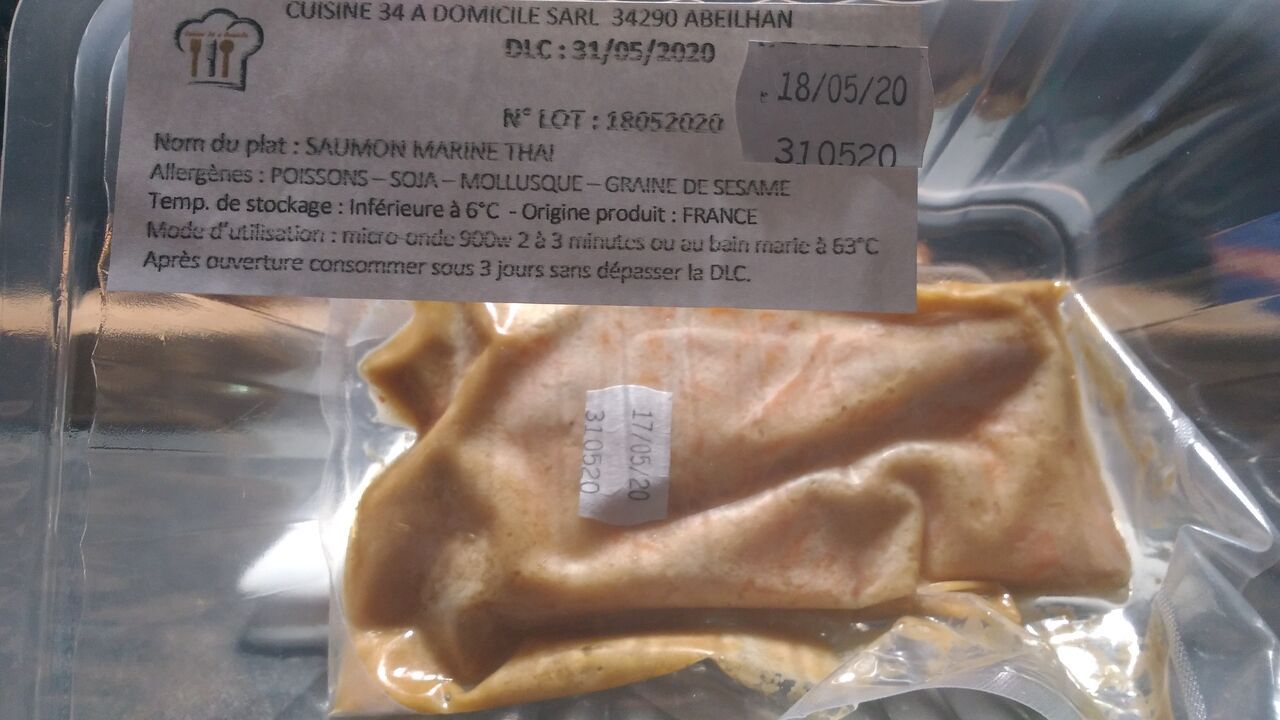 CUISINE 34 A DOMICILE SARL 34290 ABEILHAN
DLC : 31/05/2020
18/05/20
N° LOT : 18052020
310520
Nom du plat : SAUMON MARINE THAI
Allergènes : POISSONS – SOJA – MOLLUSQUE – GRAINE DE SESAME
Temp. de stockage : Inférieure à 6°C - Origine produit : FRANCE
Mode d'utilisation : micro-onde 900w 2 à 3 minutes ou au bain marie à 63°C
Après ouverture consommer sous 3 jours sans dépasser la DLC.
17/05/20
310520